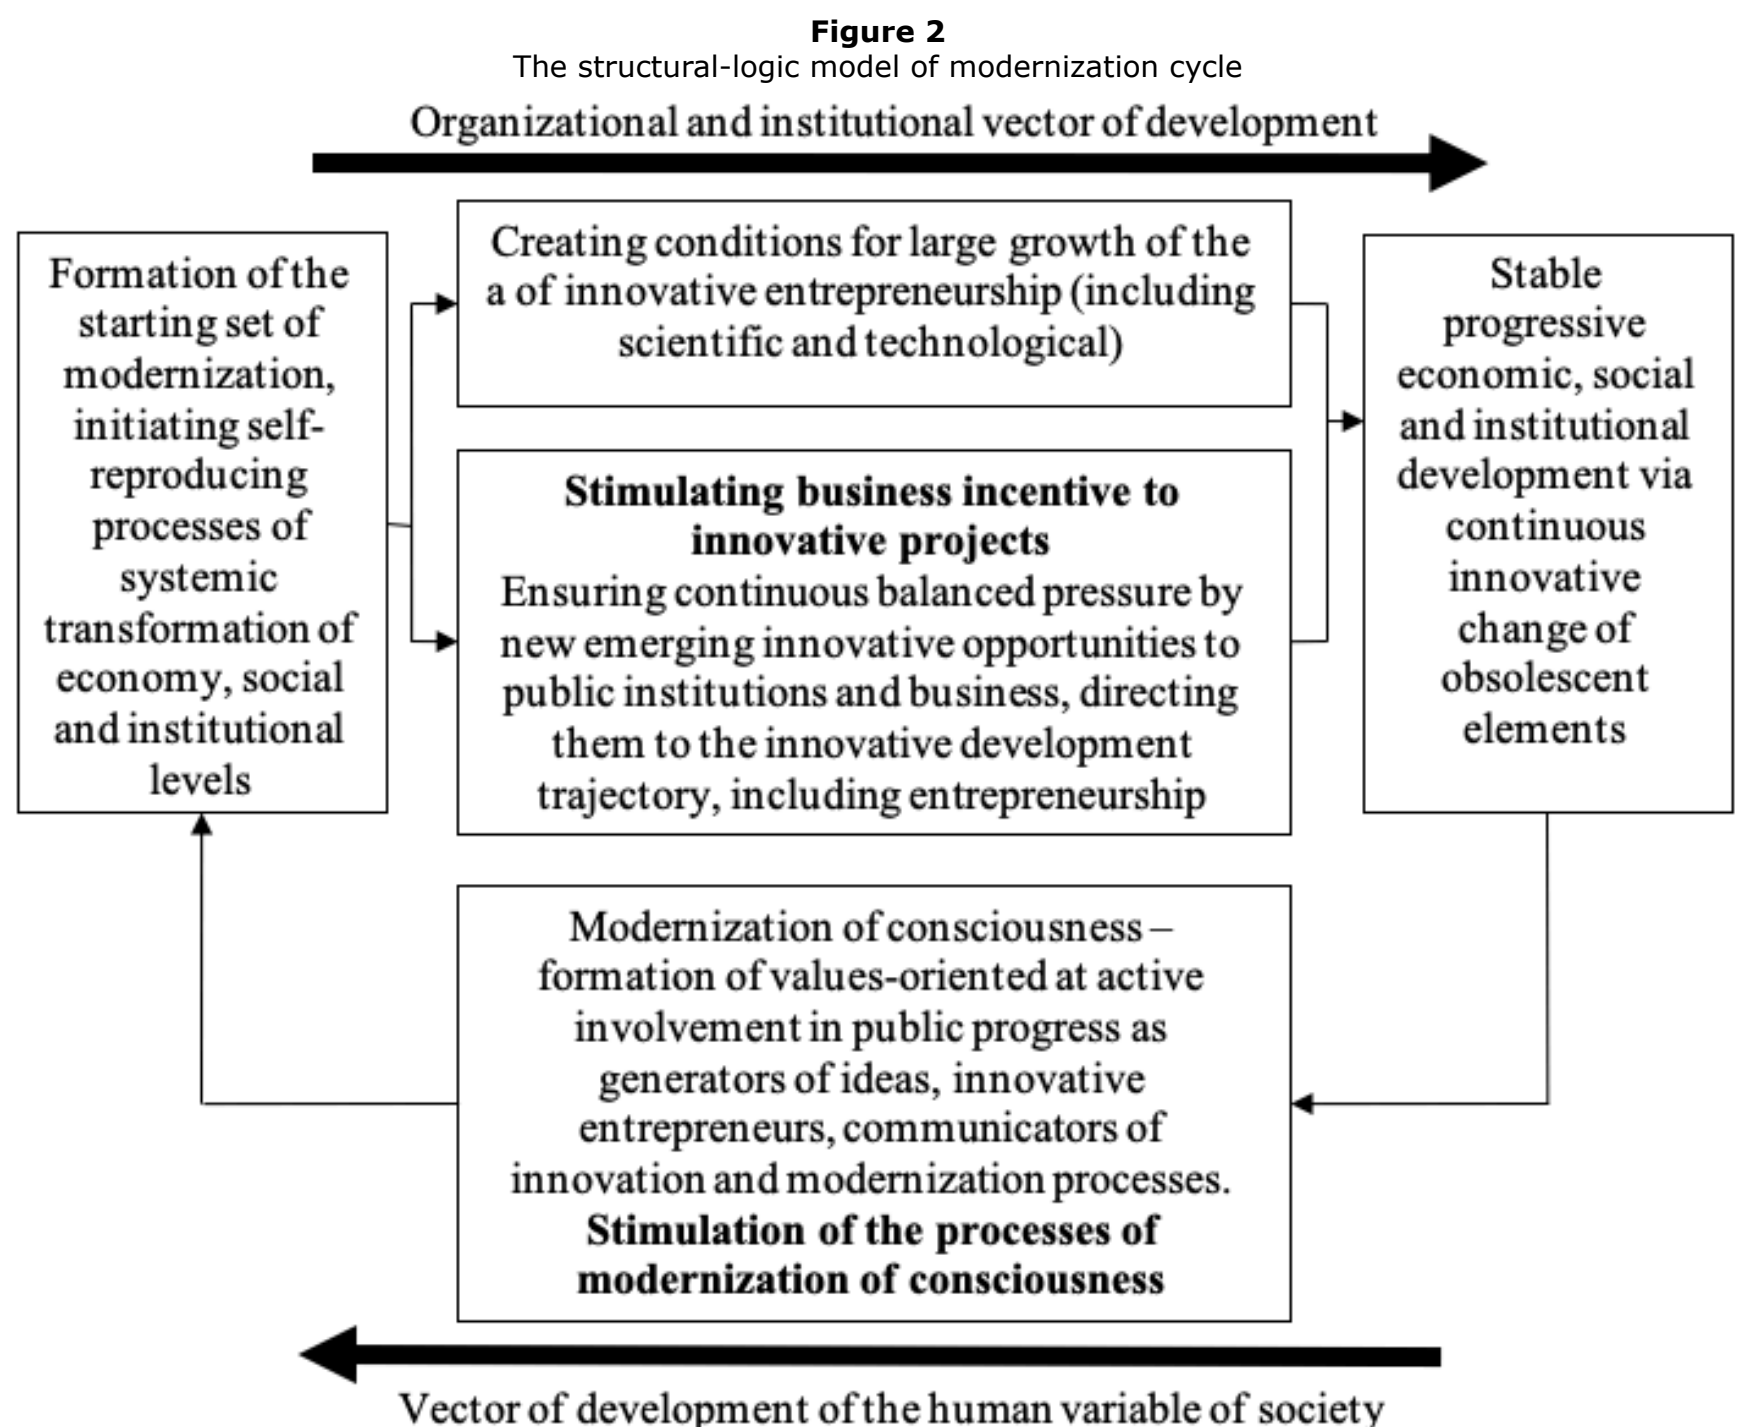 Figure 2
The structural-logic model of modernization cycle
Organizational and institutional vector of development
Formation of the
starting set of
modernization,
initiating self-
reproducing
processes of
systemic
transformation of
economy, social
and institutional
levels
Creating conditions for large growth of the
a of innovative entrepreneurship (including
scientific and technological)
Stimulating business incentive to
innovative projects
Ensuring continuous balanced pressure by
new emerging innovative opportunities to
public institutions and business, directing
them to the innovative development
trajectory, including entrepreneurship
Stable
progressive
economic, social
and institutional
development via
continuous
innovative
change of
obsolescent
elements
Modernization of consciousness –
formation of values-oriented at active
involvement in public progress as
generators of ideas, innovative
entrepreneurs, communicators of
innovation and modernization processes.
Stimulation of the processes of
modernization of consciousness
Vector of development of the human variable of society